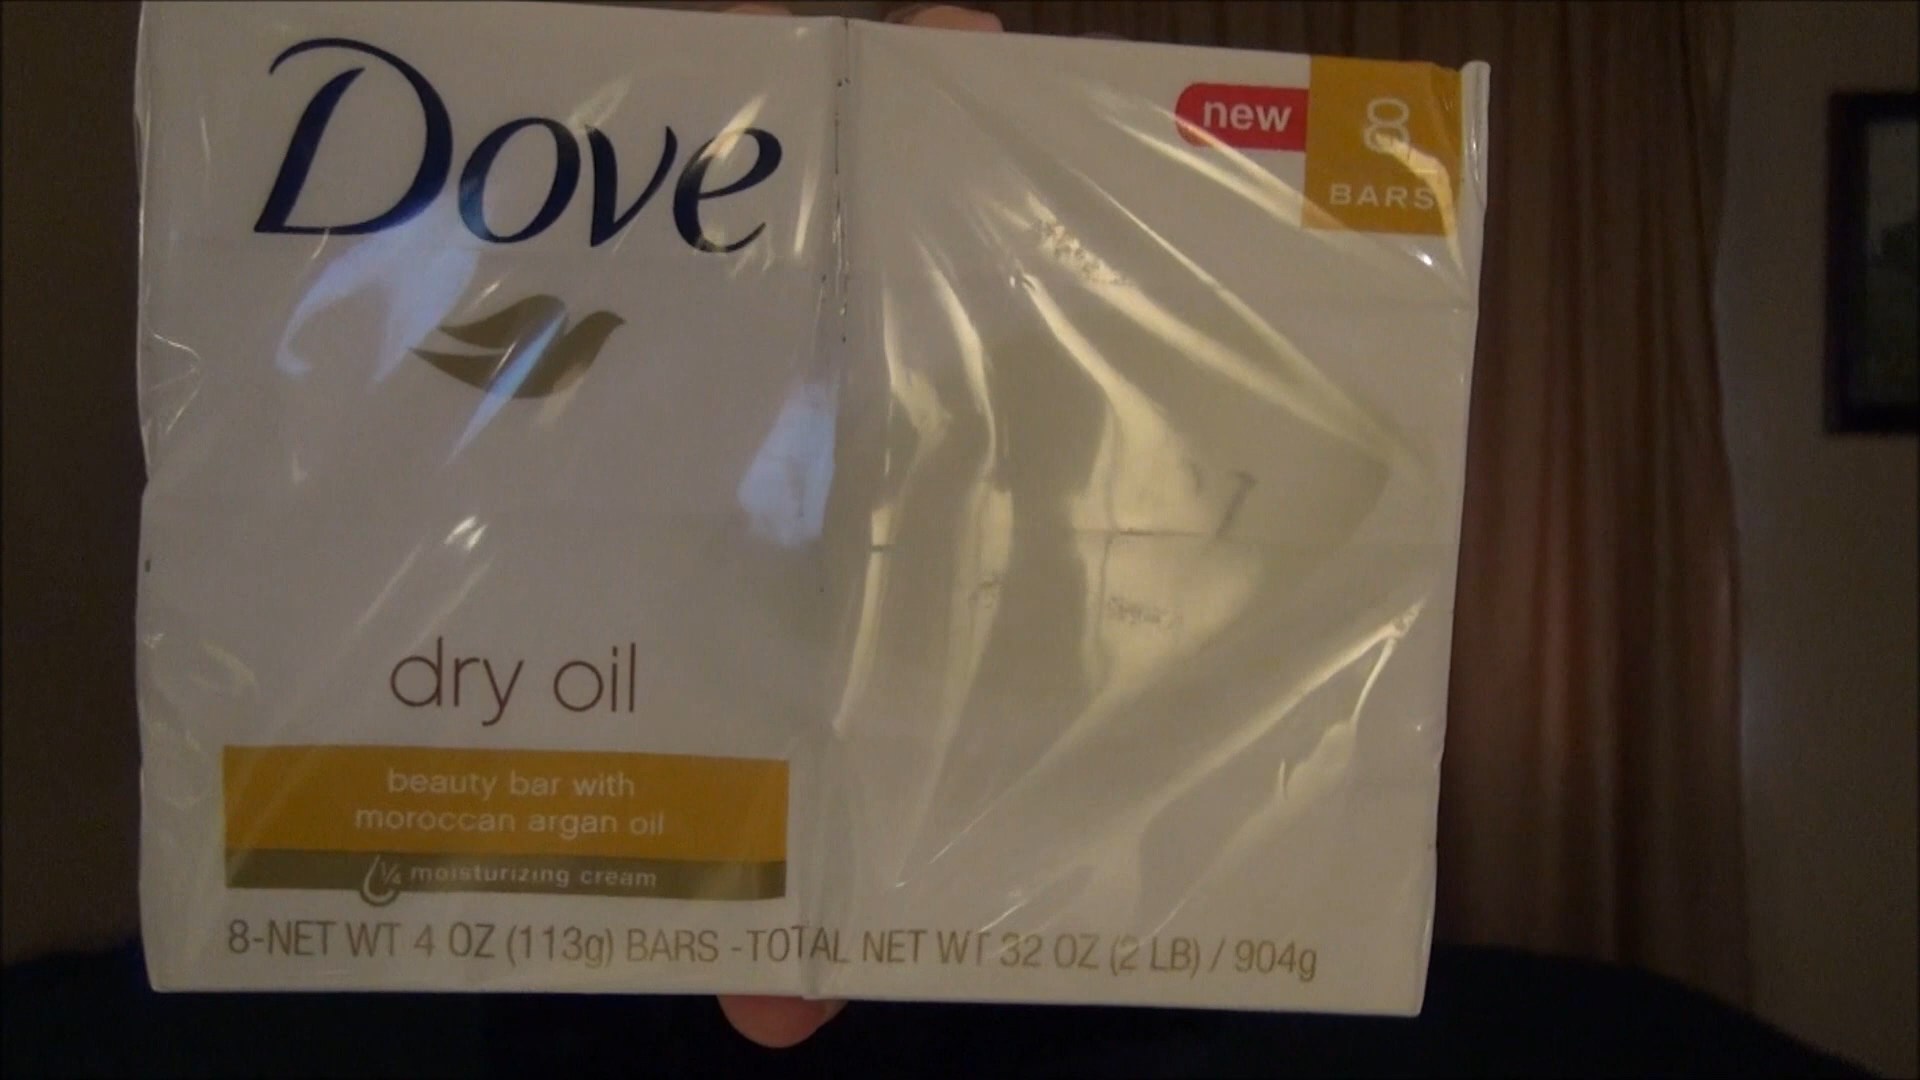 Dove
new
8
BARS
dry oil
beauty bar with
moroccan argan oil
¼ moisturizing cream
8-NET WT 4 OZ (113g) BARS -TOTAL NET WT 32 OZ (2 LB) / 904g